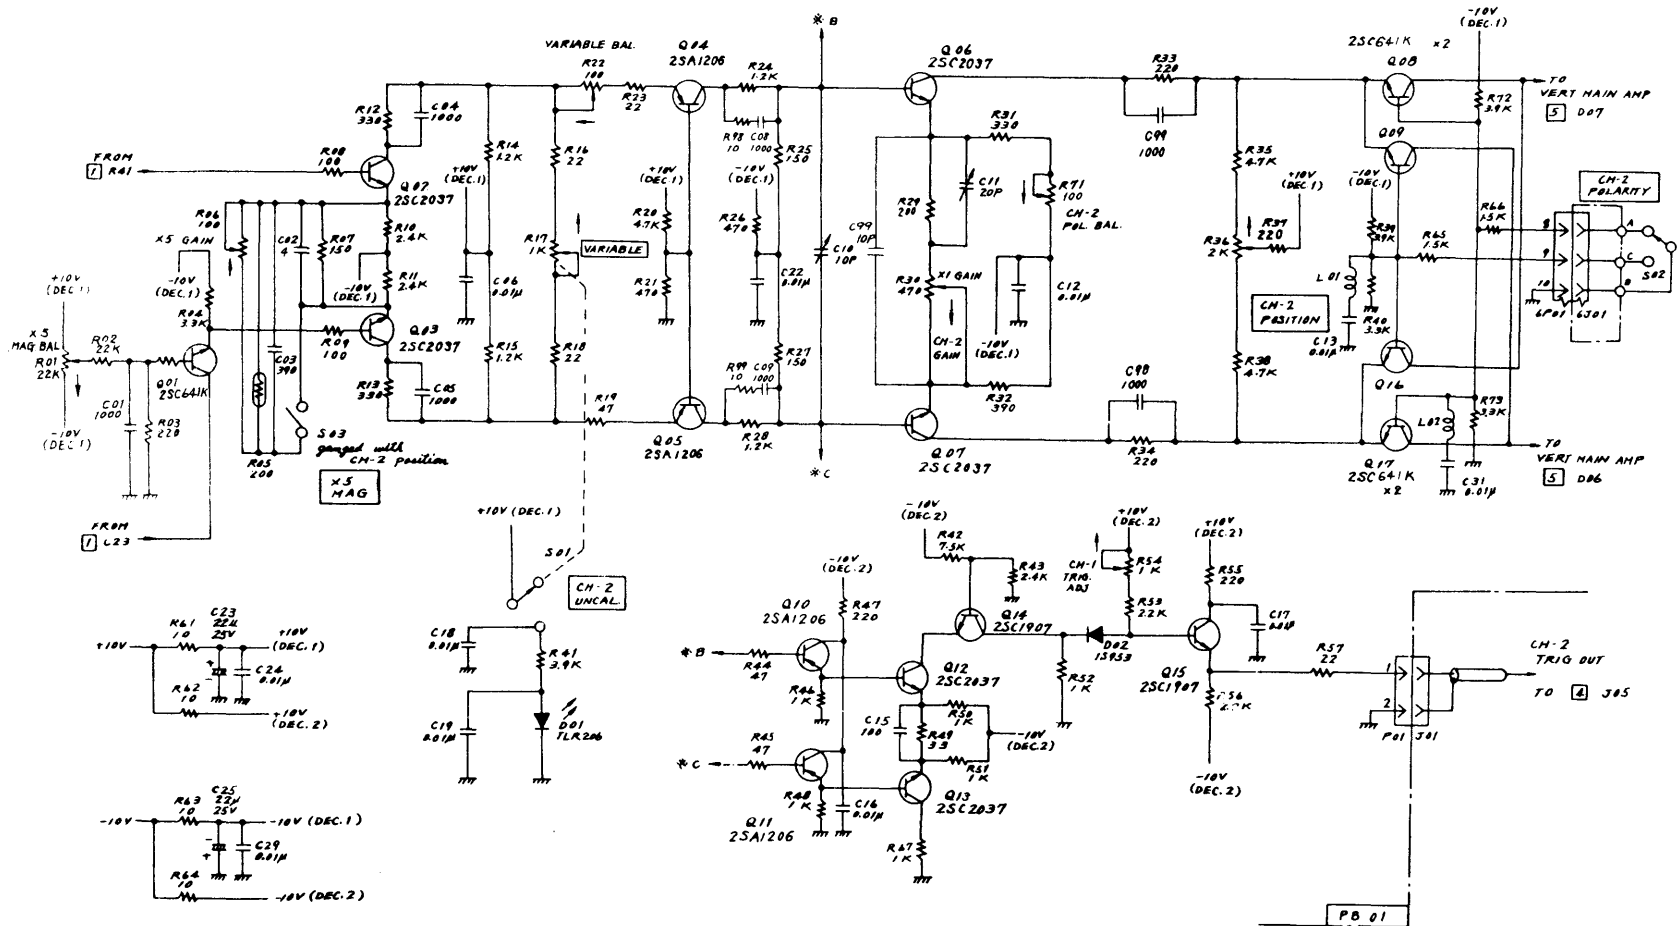 ※B
-10V
(DEC.1)
VARIABLE BAL.
Q04
2SA1206
R22
100
R23
22
R24
1.2K
Q06
2SC2037
R33
220
2SC641K ×2
Q08
TO
VERT MAIN AMP
5 D07
R12
330
C04
1000
R98
10
C08
1000
R31
330
C99
1000
R72
3.9K
Q09
FROM
1 R41
R08
100
Q02
2SC2037
+10V
(DEC.1)
R14
1.2K
R16
22
+10V
(DEC.1)
-10V
(DEC.1)
R25
150
C11
20P
R71
100
CH-2
POL. BAL.
R35
4.7K
+10V
(DEC.1)
-10V
(DEC.1)
CH-2
POLARITY
R06
100
X5 GAIN
C02
4
R07
150
R10
2.4K
R17
1K
VARIABLE
R20
4.7K
R26
470
R29
200
C99
10P
C10
10P
R36
2K
R37
220
R39
3.9K
R65
1.5K
R66
1.5K
8
9
10
A
C
B
S02
6P01
6J01
+10V
(DEC.1)
-10V
(DEC.1)
R04
3.3K
-10V
(DEC.1)
R11
2.4K
C06
0.01μ
R21
470
C22
0.01μ
R30
470
X1 GAIN
CH-2
GAIN
C12
0.01μ
-10V
(DEC.1)
CH-2
POSITION
L01
R40
3.3K
C13
0.01μ
X5
MAG BAL
R01
22K
R02
22K
Q01
2SC641K
R09
100
Q03
2SC2037
C03
390
R15
1.2K
R18
22
R27
150
R99
10
C09
1000
R38
4.7K
Q16
C01
1000
R03
220
-10V
(DEC.1)
R13
330
C05
1000
R19
47
R28
1.2K
R32
390
C98
1000
L02
R73
3.3K
R05
200
S03
ganged with
CH-2 position
X5
MAG
Q05
2SA1206
※C
Q07
2SC2037
R34
220
Q17
2SC641K
×2
C31
0.01μ
TO
VERT MAIN AMP
5 D06
FROM
1 C23
+10V (DEC.1)
S01
CH-2
UNCAL.
-10V
(DEC.2)
R42
7.5K
R43
2.4K
+10V
(DEC.2)
CH-1
TRIG.
ADJ
R54
1K
R53
2.2K
+10V
(DEC.2)
R55
220
C17
0.01μ
-10V
(DEC.2)
R47
220
Q10
2SA1206
Q14
2SC1907
D02
1S953
R52
1K
Q15
2SC1907
R57
22
CH-2
TRIG OUT
TO 4 J05
1
2
P01
J01
C23
22μ
25V
R61
10
+10V
+10V
(DEC.1)
C24
0.01μ
R62
10
+10V
(DEC.2)
C18
0.01μ
R41
3.9K
C19
0.01μ
D01
TLR206
※B
R44
47
R46
1K
Q12
2SC2037
C15
100
R50
1K
R49
33
R51
1K
-10V
(DEC.2)
-10V
(DEC.2)
※C
R45
47
R48
1K
C16
0.01μ
Q13
2SC2037
Q11
2SA1206
R67
1K
C25
22μ
25V
R63
10
-10V
-10V (DEC.1)
C29
0.01μ
R64
10
-10V (DEC.2)
PB 01